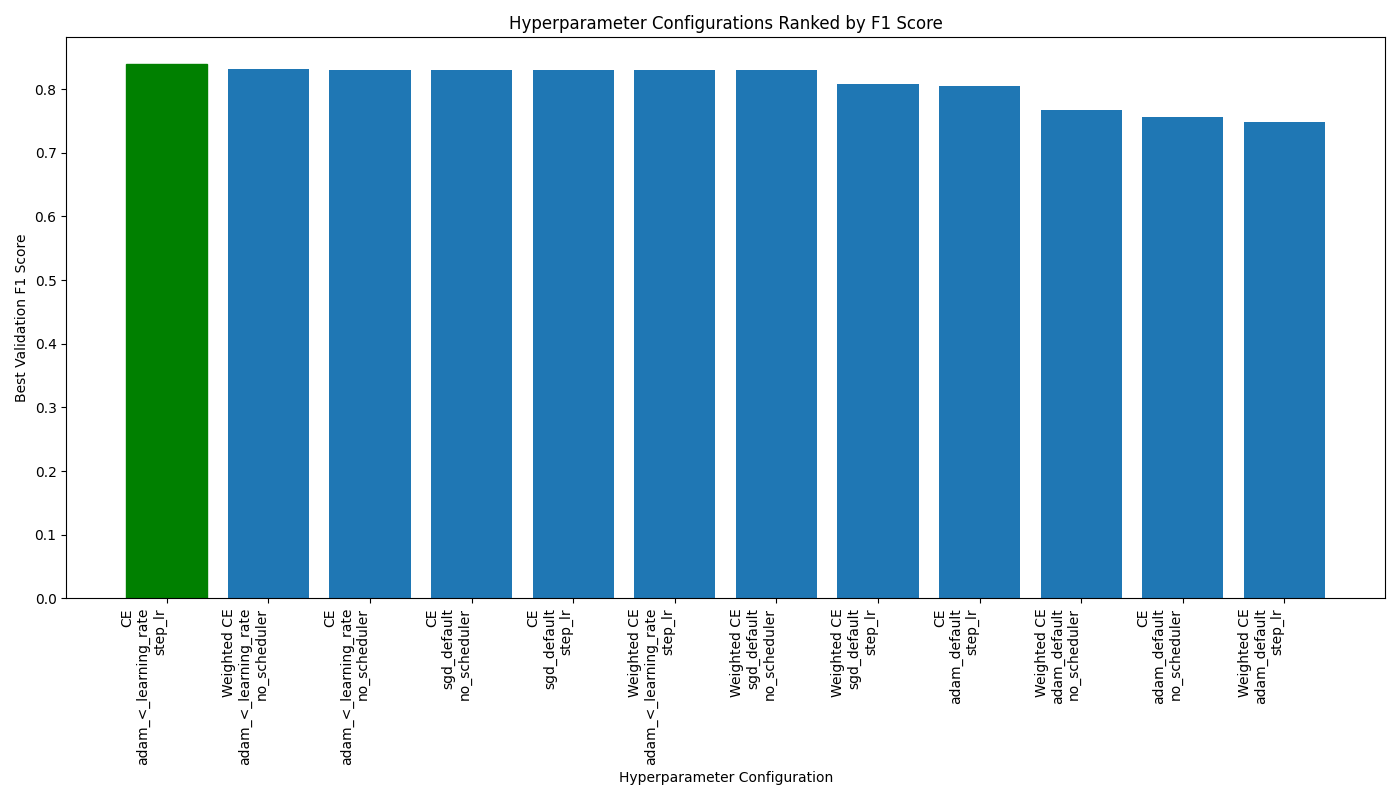 Hyperparameter Configurations Ranked by F1 Score
Best Validation F1 Score
0.8
0.7
0.6
0.5
0.4
0.3
0.2
0.1
0.0
CE
adam_<_learning_rate
step_lr
Weighted CE
adam_<_learning_rate
no_scheduler
CE
adam_<_learning_rate
no_scheduler
CE
sgd_default
no_scheduler
CE
sgd_default
step_lr
Weighted CE
adam_<_learning_rate
step_lr
Weighted CE
sgd_default
no_scheduler
Weighted CE
sgd_default
step_lr
CE
adam_default
step_lr
Weighted CE
adam_default
no_scheduler
CE
adam_default
no_scheduler
Weighted CE
adam_default
step_lr
Hyperparameter Configuration